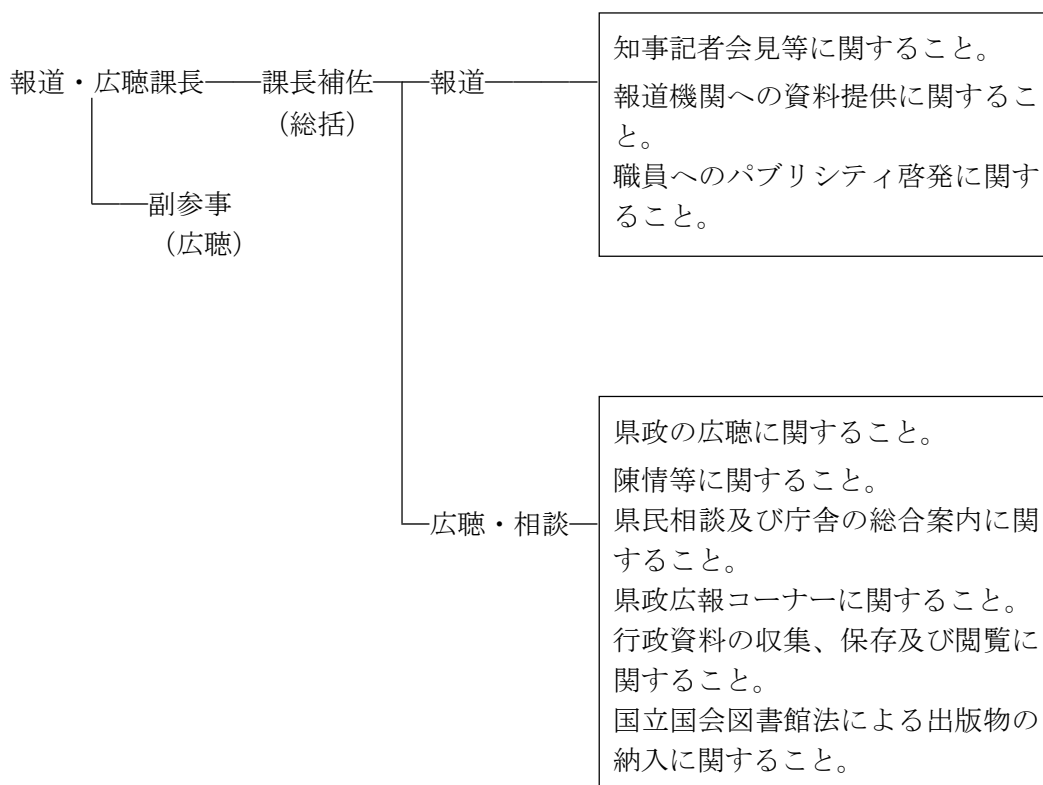 報道・広聴課長
課長補佐
（総括）
副参事
（広聴）
報道
知事記者会見等に関すること。
報道機関への資料提供に関するこ
と。
職員へのパブリシティ啓発に関す
ること。
広聴・相談
県政の広聴に関すること。
陳情等に関すること。
県民相談及び庁舎の総合案内に関
すること。
県政広報コーナーに関すること。
行政資料の収集、保存及び閲覧に
関すること。
国立国会図書館法による出版物の
納入に関すること。